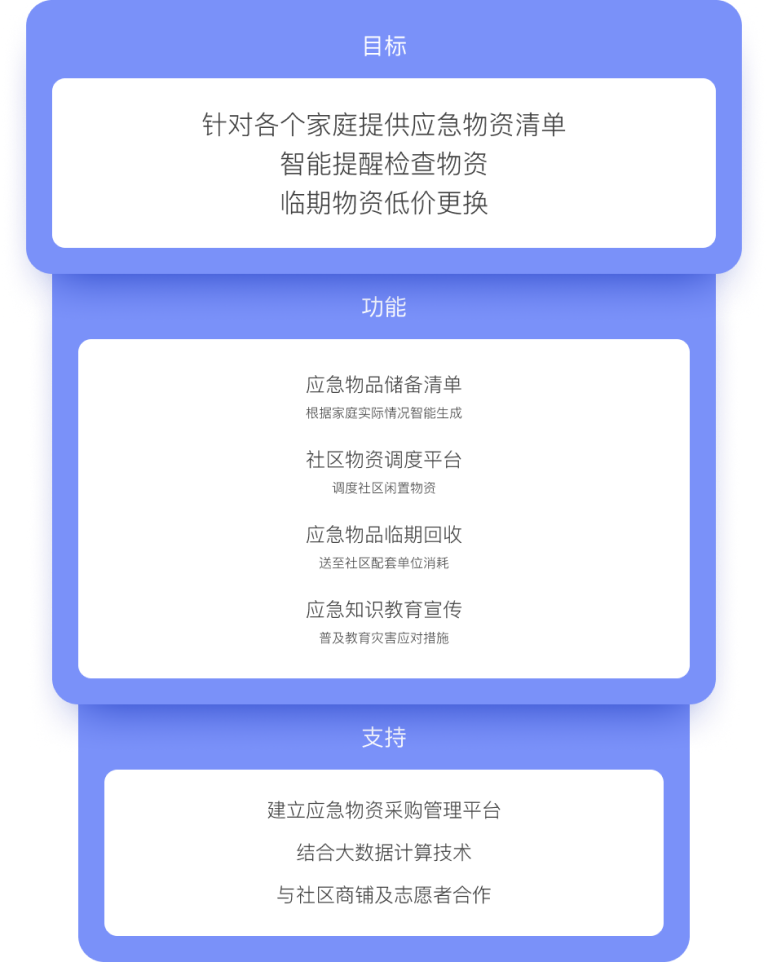 目标
针对各个家庭提供应急物资清单
智能提醒检查物资
临期物资低价更换
功能
应急物品储备清单
根据家庭实际情况智能生成
社区物资调度平台
调度社区闲置物资
应急物品临期回收
送至社区配套单位消耗
应急知识教育宣传
普及教育灾害应对措施
支持
建立应急物资采购管理平台
结合大数据计算技术
与社区商铺及志愿者合作